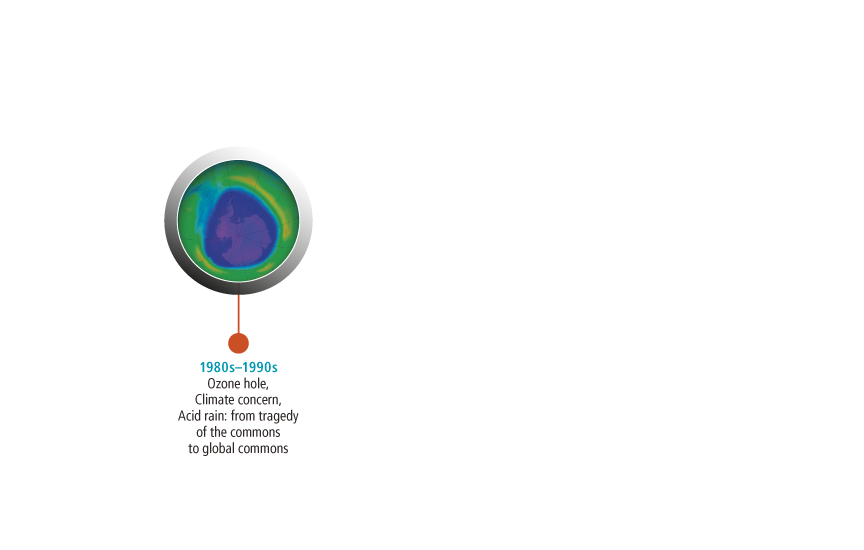 1980s–1990s
Ozone hole,
Climate concern,
Acid rain: from tragedy
of the commons
to global commons